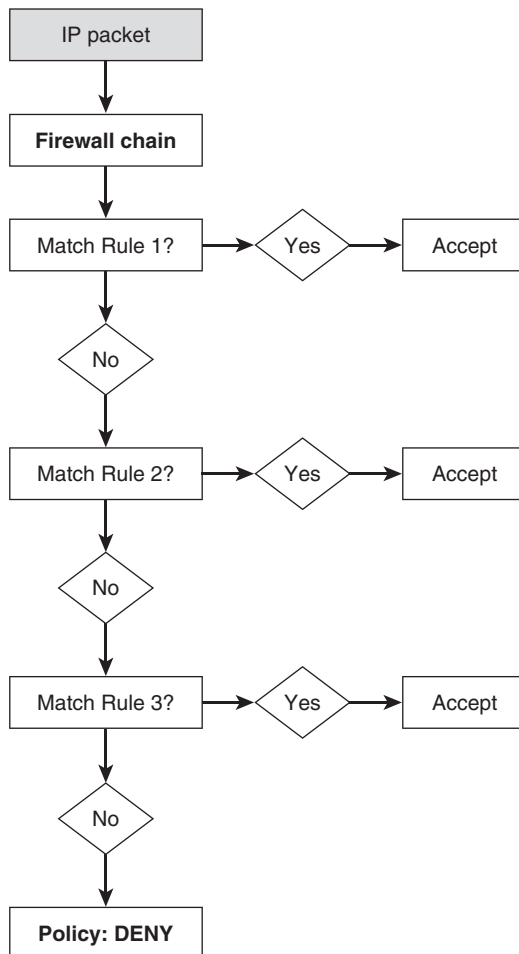 IP packet
Firewall chain
Match Rule 1?
Yes
Accept
No
Match Rule 2?
Yes
Accept
No
Match Rule 3?
Yes
Accept
No
Policy: DENY